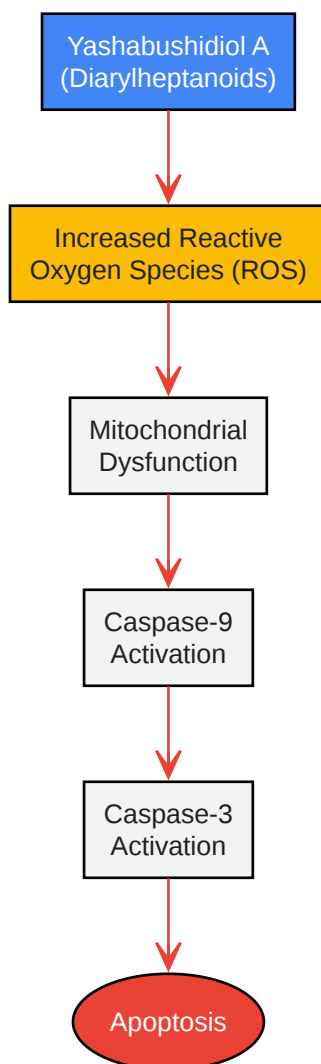 Yashabushidiol A
(Diarylheptanoids)
Increased Reactive
Oxygen Species (ROS)
Mitochondrial
Dysfunction
Caspase-9
Activation
Caspase-3
Activation
Apoptosis